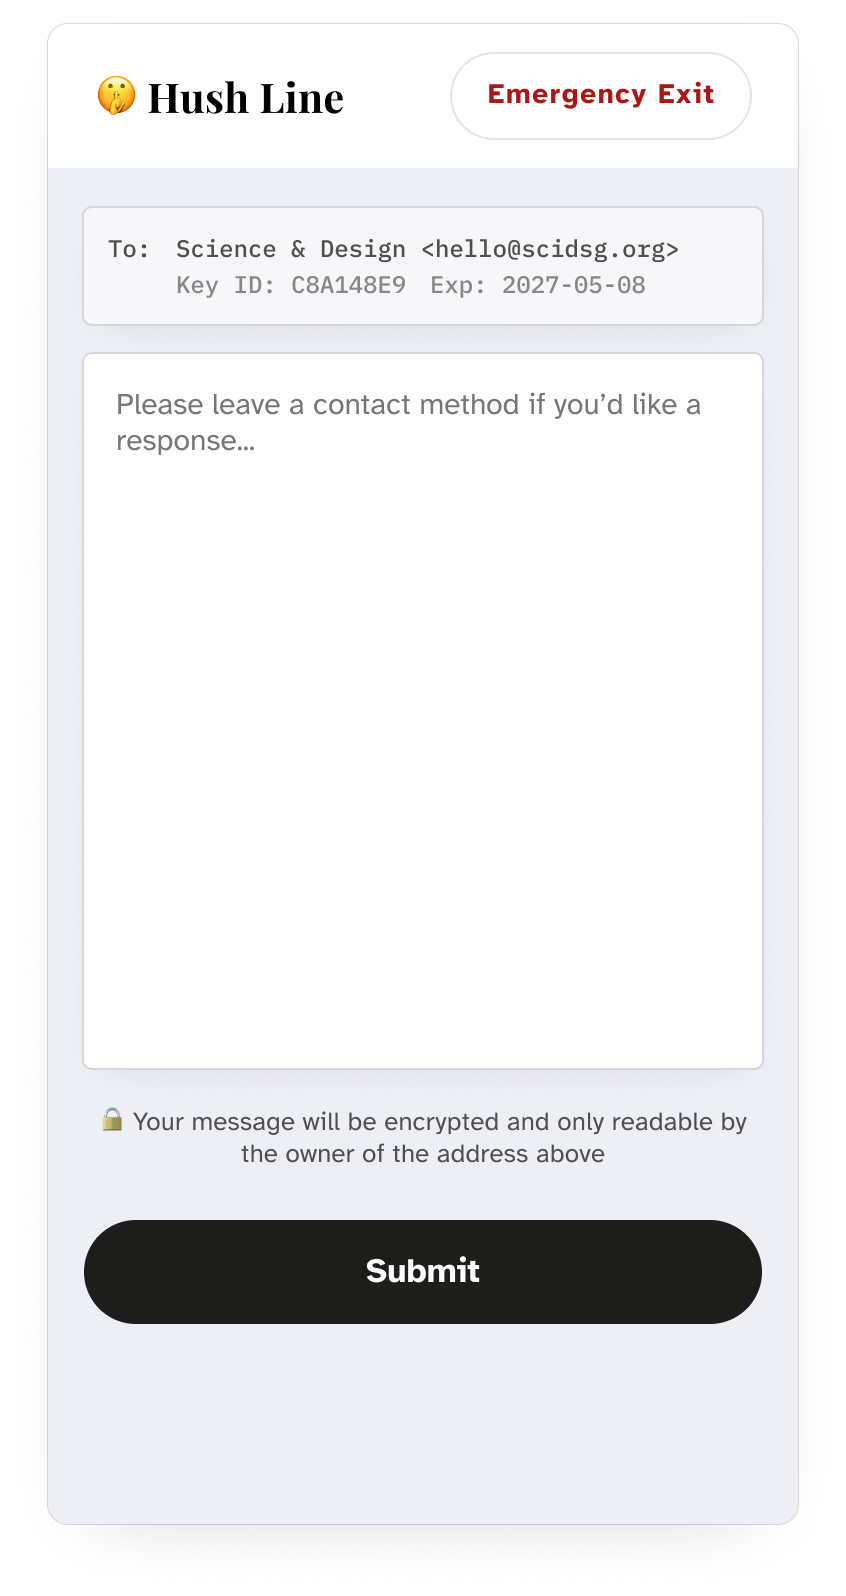 🤫 Hush Line
Emergency Exit
To: Science & Design <hello@scidsg.org>
Key ID: C8A148E9 Exp: 2027-05-08
Please leave a contact method if you’d like a
response…
🔒 Your message will be encrypted and only readable by
the owner of the address above
Submit